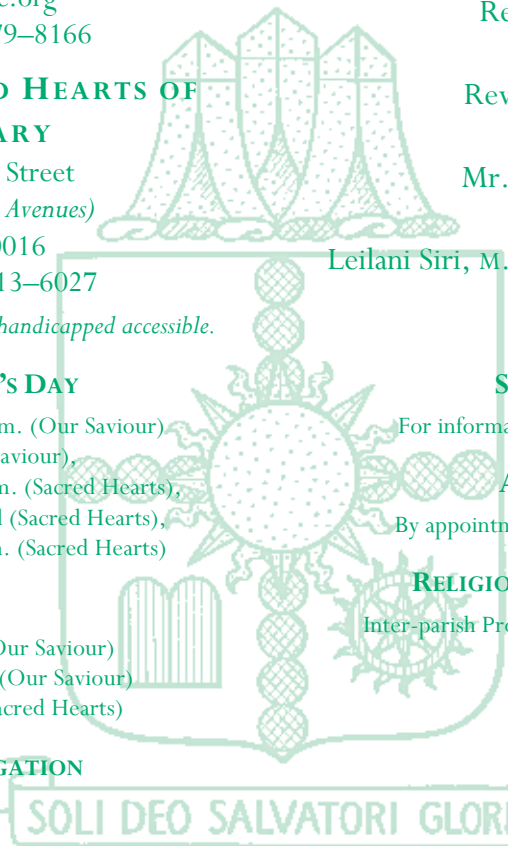 c.org
79–8166
D HEARTS OF
ARY
Street
Avenues)
0016
13–6027
handicapped accessible.
’S DAY
m. (Our Saviour)
aviour),
m. (Sacred Hearts),
l (Sacred Hearts),
n. (Sacred Hearts)
Our Saviour)
(Our Saviour)
acred Hearts)
GATION
Re
Rev
Mr.
Leilani Siri, M.
S
For informa
A
By appointm
RELIGIO
Inter-parish Pro
SOLI DEO SALVATORI GLORI